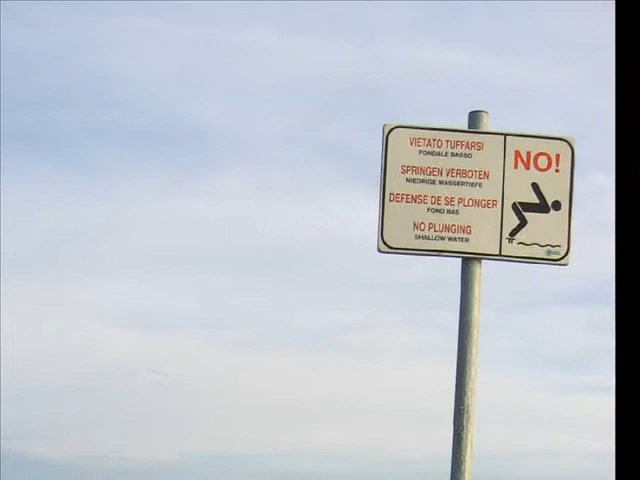 VIETATO TUFFARSI
FONDALE BASSO
SPRINGEN VERBOTEN
NIEDRIGE WASSERTIEFE
DEFENSE DE SE PLONGER
FOND BAS
NO PLUNGING
SHALLOW WATER
NO!